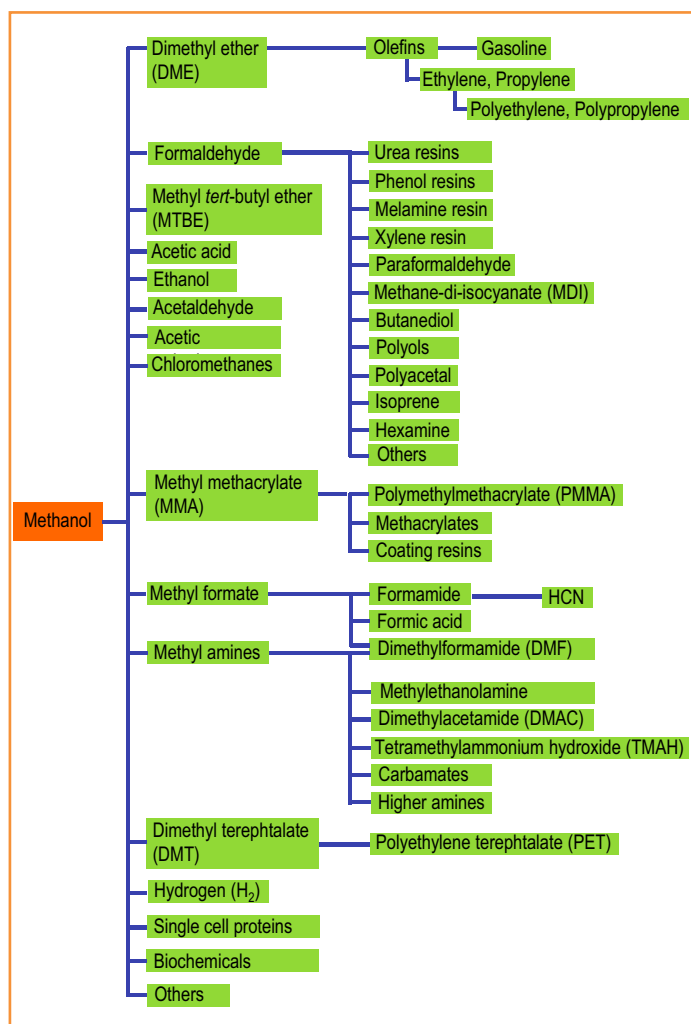 Dimethyl ether
(DME)
Olefins
Gasoline
Ethylene, Propylene
Polyethylene, Polypropylene
Formaldehyde
Urea resins
Phenol resins
Melamine resin
Xylene resin
Paraformaldehyde
Methane-di-isocyanate (MDI)
Butanediol
Polyols
Polyacetal
Isoprene
Hexamine
Others
Methyl tert-butyl ether
(MTBE)
Acetic acid
Ethanol
Acetaldehyde
Acetic
Chloromethanes
Methanol
Methyl methacrylate
(MMA)
Polymethylmethacrylate (PMMA)
Methacrylates
Coating resins
Methyl formate
Formamide
HCN
Formic acid
Dimethylformamide (DMF)
Methyl amines
Methylethanolamine
Dimethylacetamide (DMAC)
Tetramethylammonium hydroxide (TMAH)
Carbamates
Higher amines
Dimethyl terephtalate
(DMT)
Polyethylene terephtalate (PET)
Hydrogen (H₂)
Single cell proteins
Biochemicals
Others